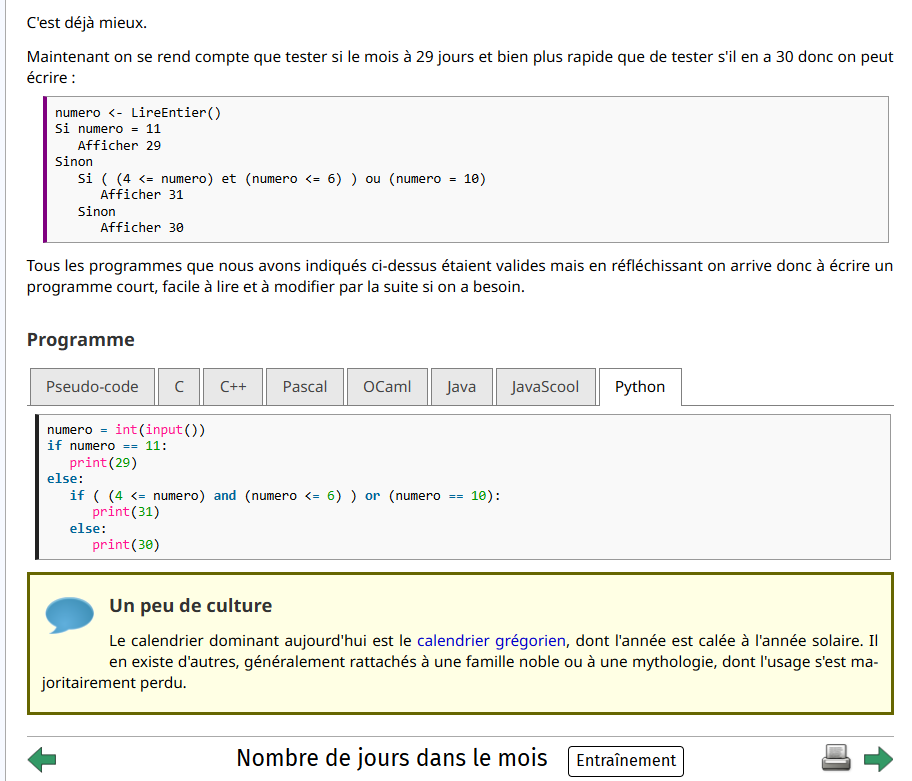 C'est déjà mieux.
Maintenant on se rend compte que tester si le mois à 29 jours et bien plus rapide que de tester s'il en a 30 donc on peut
écrire :
numero <- LireEntier()
Si numero = 11
   Afficher 29
Sinon
   Si ( (4 <= numero) et (numero <= 6) ) ou (numero = 10)
      Afficher 31
   Sinon
      Afficher 30
Tous les programmes que nous avons indiqués ci-dessus étaient valides mais en réfléchissant on arrive donc à écrire un
programme court, facile à lire et à modifier par la suite si on a besoin.
Programme
Pseudo-code C C++ Pascal OCaml Java JavaScool Python
numero = int(input())
if numero == 11:
   print(29)
else:
   if ( (4 <= numero) and (numero <= 6) ) or (numero == 10):
      print(31)
   else:
      print(30)
Un peu de culture
Le calendrier dominant aujourd'hui est le calendrier grégorien, dont l'année est calée à l'année solaire. Il
en existe d'autres, généralement rattachés à une famille noble ou à une mythologie, dont l'usage s'est ma-
joritairement perdu.
Nombre de jours dans le mois Entraînement